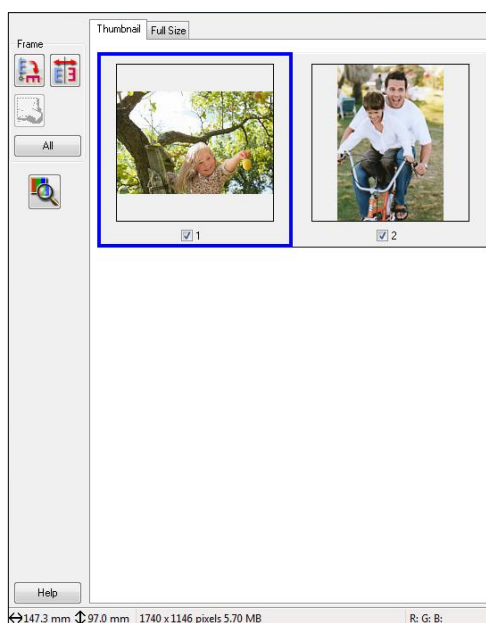 Thumbnail Full Size
Frame
All
1
2
Help
147.3 mm 97.0 mm 1740 x 1146 pixels 5.70 MB R: G: B: